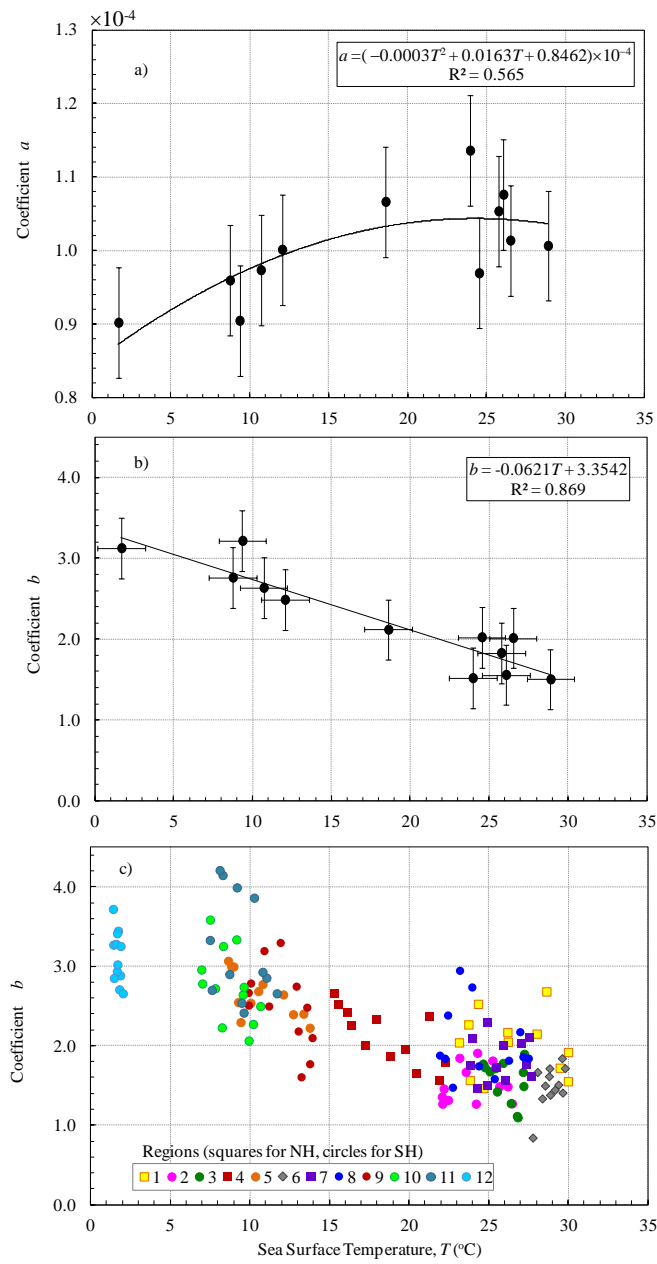 ×10-4
1.3
1.2
1.1
1.0
0.9
0.8
Coefficient a
a)
a =( −0.0003T2 + 0.0163T + 0.8462)×10−4
R² = 0.565
0 5 10 15 20 25 30 35
4.0
3.0
2.0
1.0
0.0
Coefficient b
b)
b = -0.0621T + 3.3542
R² = 0.869
0 5 10 15 20 25 30 35
c)
4.0
3.0
2.0
1.0
0.0
Coefficient b
Regions (squares for NH, circles for SH)
1 2 3 4 5 6 7 8 9 10 11 12
0 5 10 15 20 25 30 35
Sea Surface Temperature, T (oC)